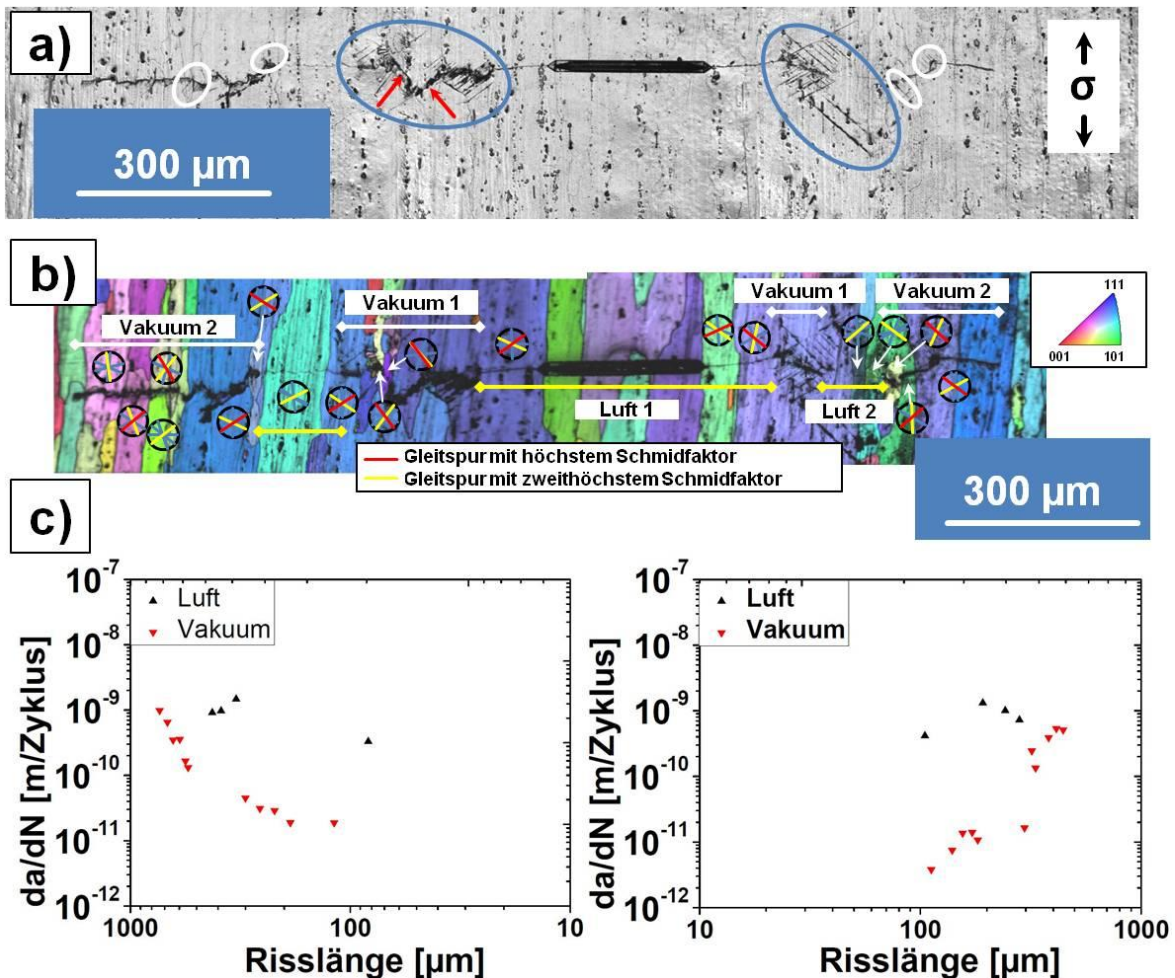 a)
σ
300 µm
b)
Vakuum 2
Vakuum 1
Vakuum 1
Vakuum 2
Luft 1
Luft 2
111
001
101
Gleitspur mit höchstem Schmidfaktor
Gleitspur mit zweithöchstem Schmidfaktor
300 µm
c)
da/dN [m/Zyklus]
10-7
10-8
10-9
10-10
10-11
10-12
Luft
Vakuum
1000
100
10
Risslänge [µm]
da/dN [m/Zyklus]
10-7
10-8
10-9
10-10
10-11
10-12
Luft
Vakuum
10
100
1000
Risslänge [µm]